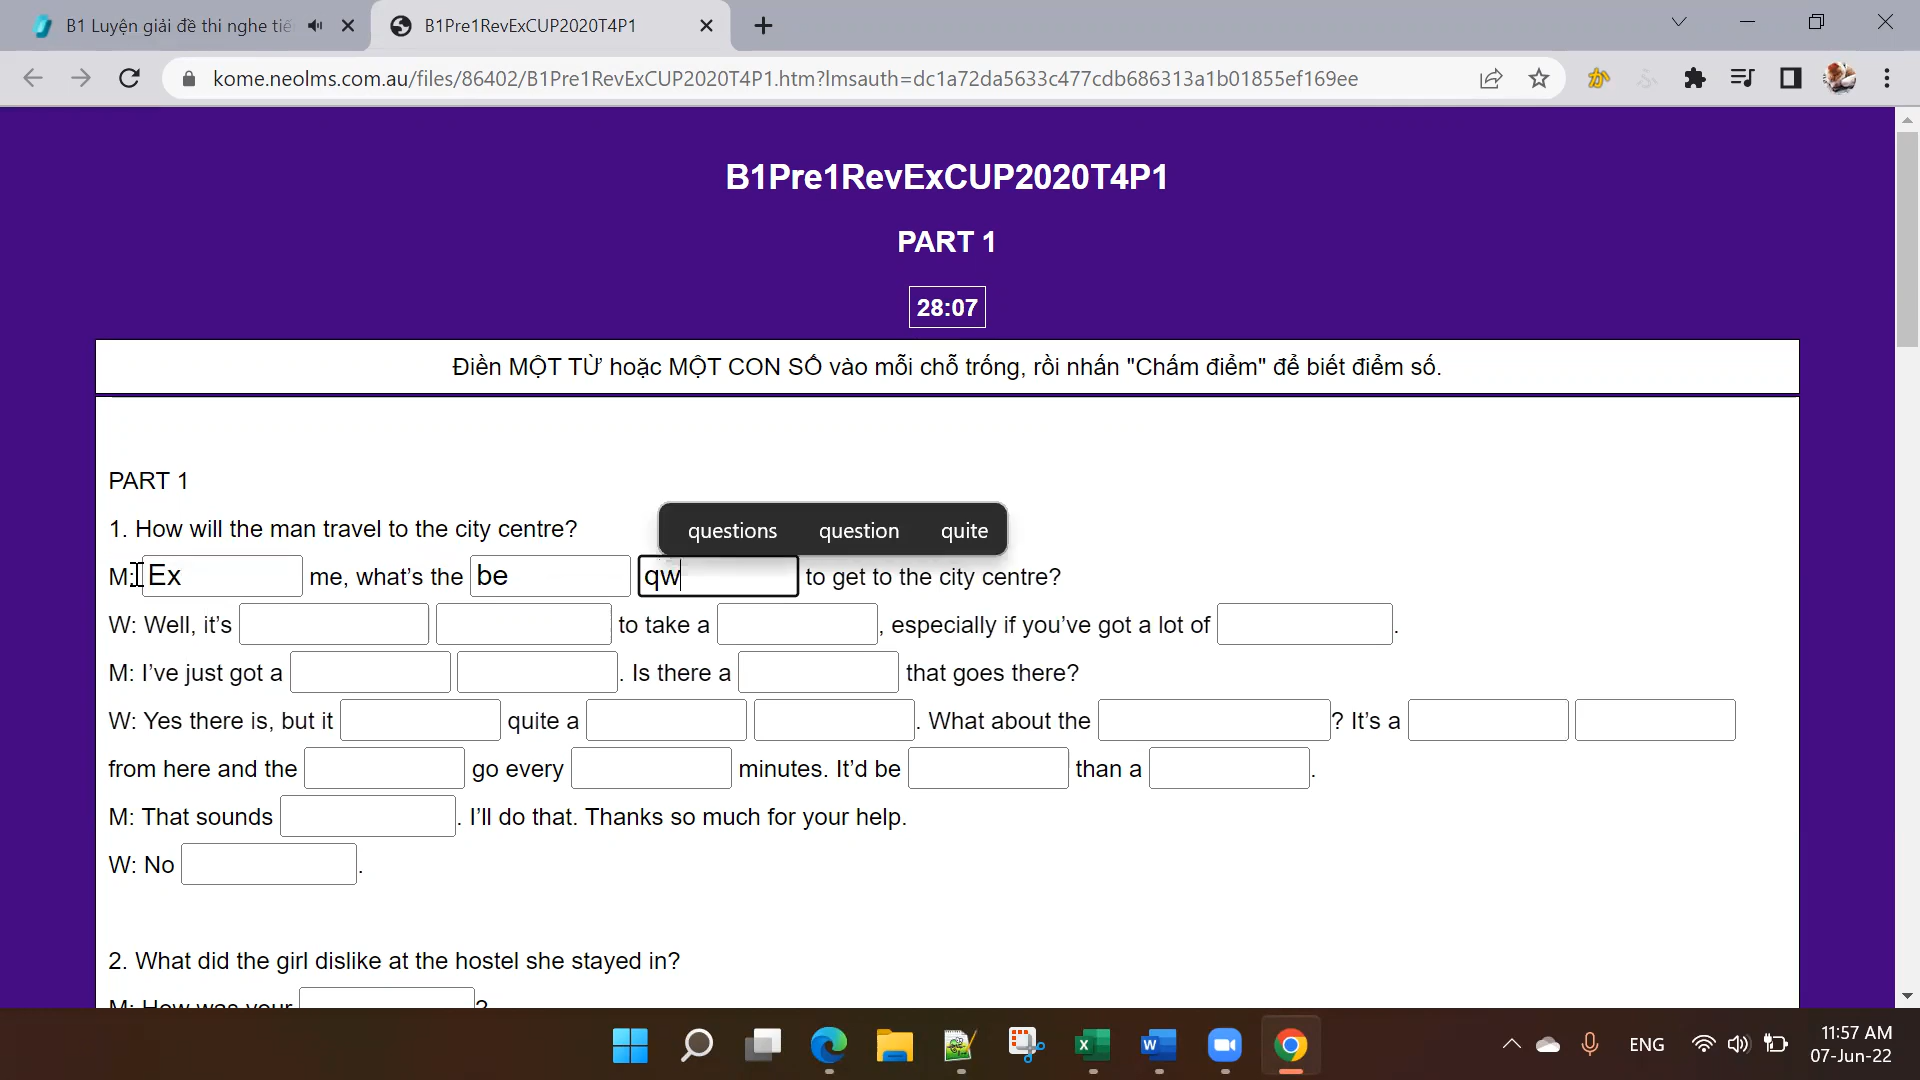 B1 Luyện giải đề thi nghe tiế
B1Pre1RevExCUP2020T4P1
kome.neolms.com.au/files/86402/B1Pre1RevExCUP2020T4P1.htm?lmsauth=dc1a72da5633c477cdb686313a1b01855ef169ee
B1Pre1RevExCUP2020T4P1
PART 1
28:07
Điền MỘT TỪ hoặc MỘT CON SỐ vào mỗi chỗ trống, rồi nhấn "Chấm điểm" để biết điểm số.
PART 1
1. How will the man travel to the city centre?
questions question quite
M: Ex me, what’s the be qw to get to the city centre?
W: Well, it’s to take a , especially if you’ve got a lot of .
M: I’ve just got a . Is there a that goes there?
W: Yes there is, but it quite a . What about the ? It’s a
from here and the go every minutes. It’d be than a .
M: That sounds . I’ll do that. Thanks so much for your help.
W: No .
2. What did the girl dislike at the hostel she stayed in?
M: How was your ?
ENG
11:57 AM
07-Jun-22